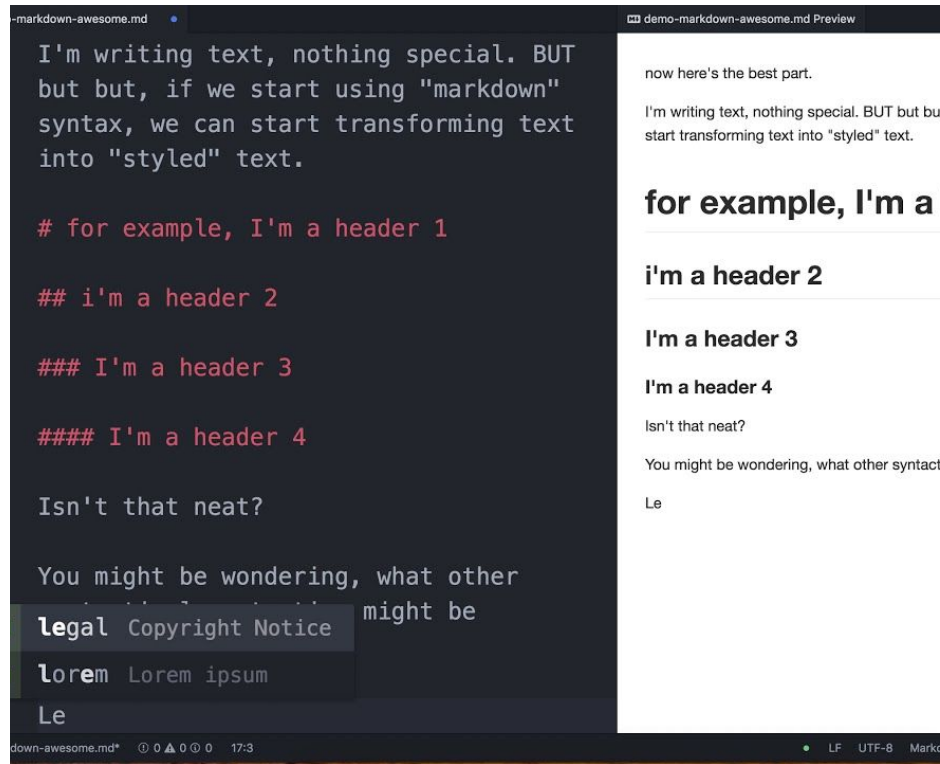 -markdown-awesome.md
I'm writing text, nothing special. BUT
but but, if we start using "markdown"
syntax, we can start transforming text
into "styled" text.
# for example, I'm a header 1
## i'm a header 2
### I'm a header 3
#### I'm a header 4
Isn't that neat?
You might be wondering, what other
might be
legal Copyright Notice
lorem Lorem ipsum
Le
down-awesome.md* 0 0 0 17:3
demo-markdown-awesome.md Preview
now here's the best part.
I'm writing text, nothing special. BUT but bu
start transforming text into "styled" text.
for example, I'm a
i'm a header 2
I'm a header 3
I'm a header 4
Isn't that neat?
You might be wondering, what other syntact
Le
LF UTF-8 Markd